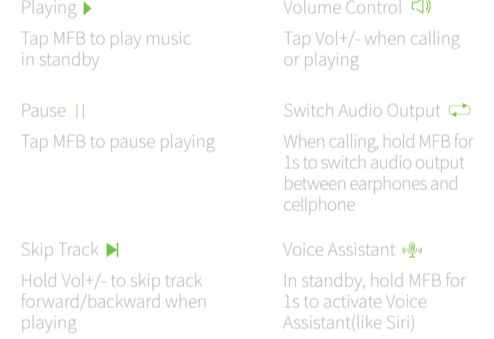 Playing
Tap MFB to play music
in standby
Volume Control
Tap Vol+/- when calling
or playing
Pause
Tap MFB to pause playing
Switch Audio Output
When calling, hold MFB for
1s to switch audio output
between earphones and
cellphone
Skip Track
Hold Vol+/- to skip track
forward/backward when
playing
Voice Assistant
In standby, hold MFB for
1s to activate Voice
Assistant(like Siri)